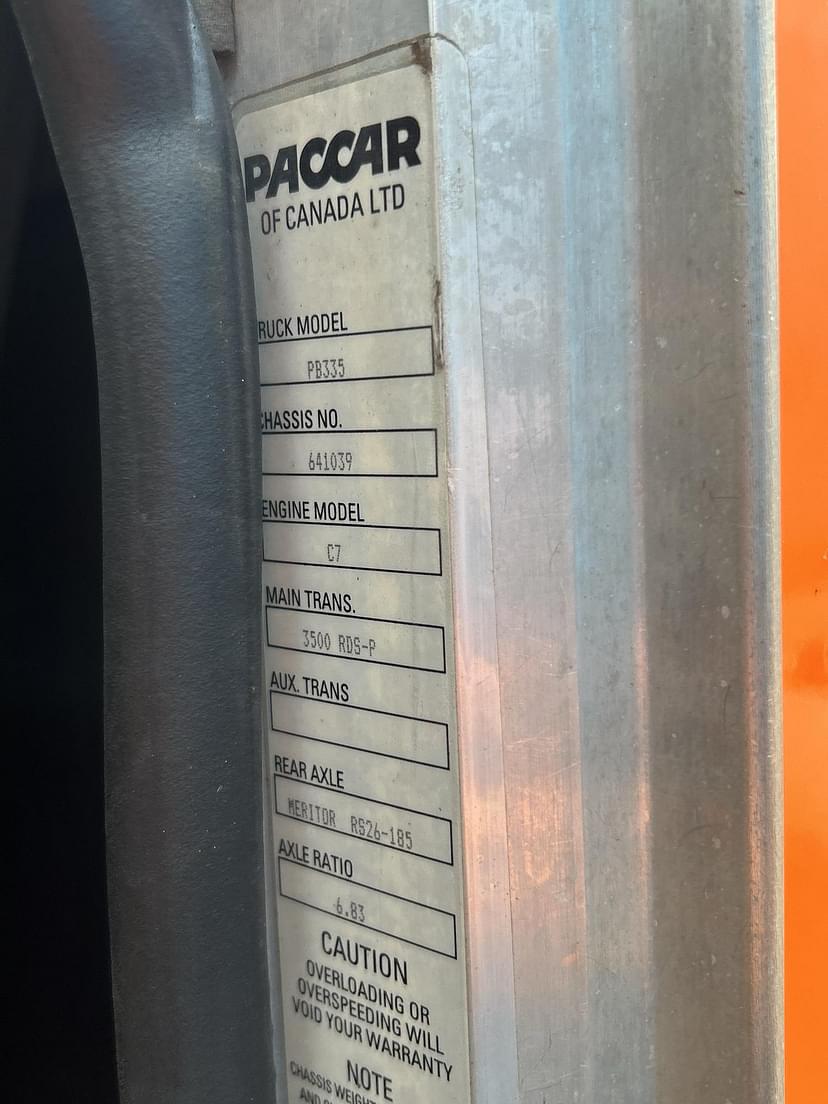 PACCAR
OF CANADA LTD
RUCK MODEL
PB335
CHASSIS NO.
641039
ENGINE MODEL
C7
MAIN TRANS.
3500 RDS-P
AUX. TRANS
REAR AXLE
MERITOR RS26-185
AXLE RATIO
6.83
CAUTION
OVERLOADING OR
OVERSPEEDING WILL
VOID YOUR WARRANTY
NOTE
CHASSIS WEIGHT
AND